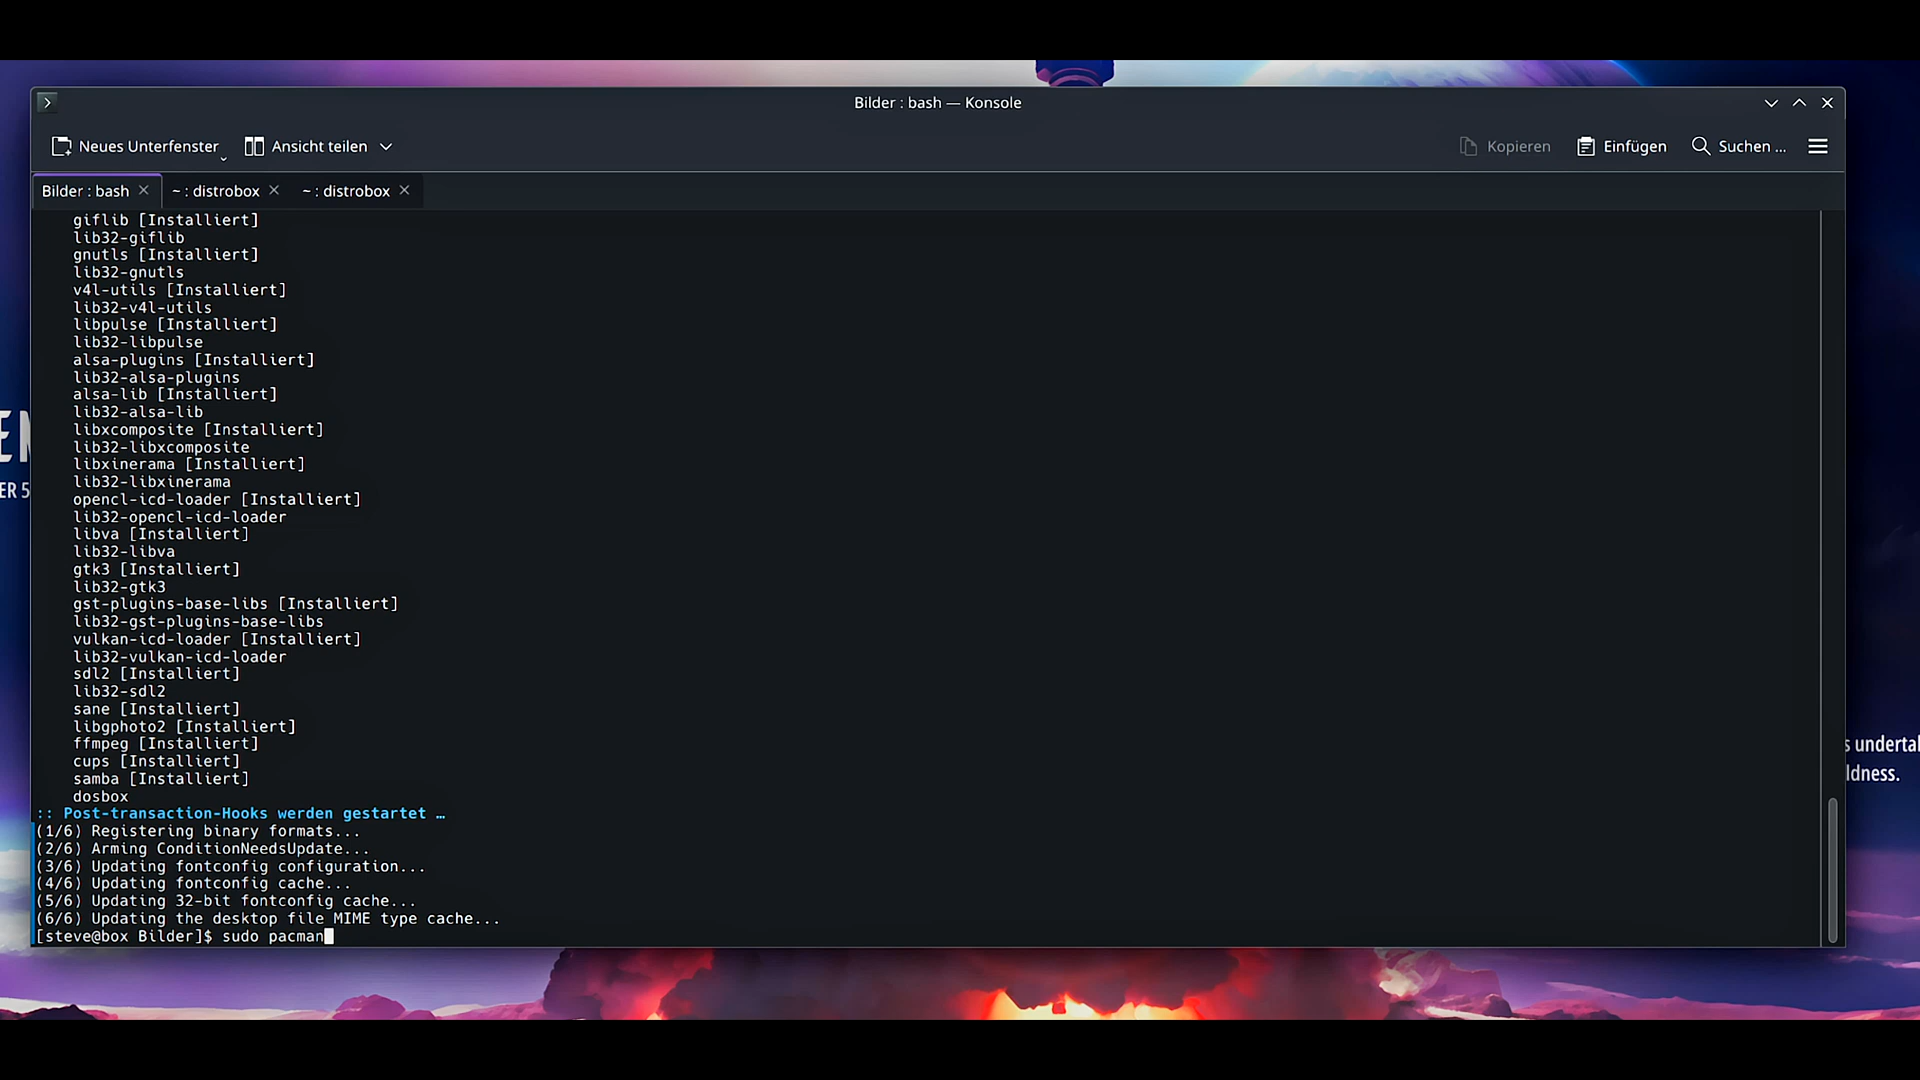 Bilder : bash — Konsole
Neues Unterfenster
Ansicht teilen
Kopieren
Einfügen
Suchen ...
Bilder : bash
~ : distrobox
~ : distrobox
giflib [Installiert]
lib32-giflib
gnutls [Installiert]
lib32-gnutls
v4l-utils [Installiert]
lib32-v4l-utils
libpulse [Installiert]
lib32-libpulse
alsa-plugins [Installiert]
lib32-alsa-plugins
alsa-lib [Installiert]
lib32-alsa-lib
libxcomposite [Installiert]
lib32-libxcomposite
libxinerama [Installiert]
lib32-libxinerama
opencl-icd-loader [Installiert]
lib32-opencl-icd-loader
libva [Installiert]
lib32-libva
gtk3 [Installiert]
lib32-gtk3
gst-plugins-base-libs [Installiert]
lib32-gst-plugins-base-libs
vulkan-icd-loader [Installiert]
lib32-vulkan-icd-loader
sdl2 [Installiert]
lib32-sdl2
sane [Installiert]
libgphoto2 [Installiert]
ffmpeg [Installiert]
cups [Installiert]
samba [Installiert]
dosbox
:: Post-transaction-Hooks werden gestartet …
(1/6) Registering binary formats...
(2/6) Arming ConditionNeedsUpdate...
(3/6) Updating fontconfig configuration...
(4/6) Updating fontconfig cache...
(5/6) Updating 32-bit fontconfig cache...
(6/6) Updating the desktop file MIME type cache...
[steve@box Bilder]$ sudo pacman
ER 5
s undertal
ldness.